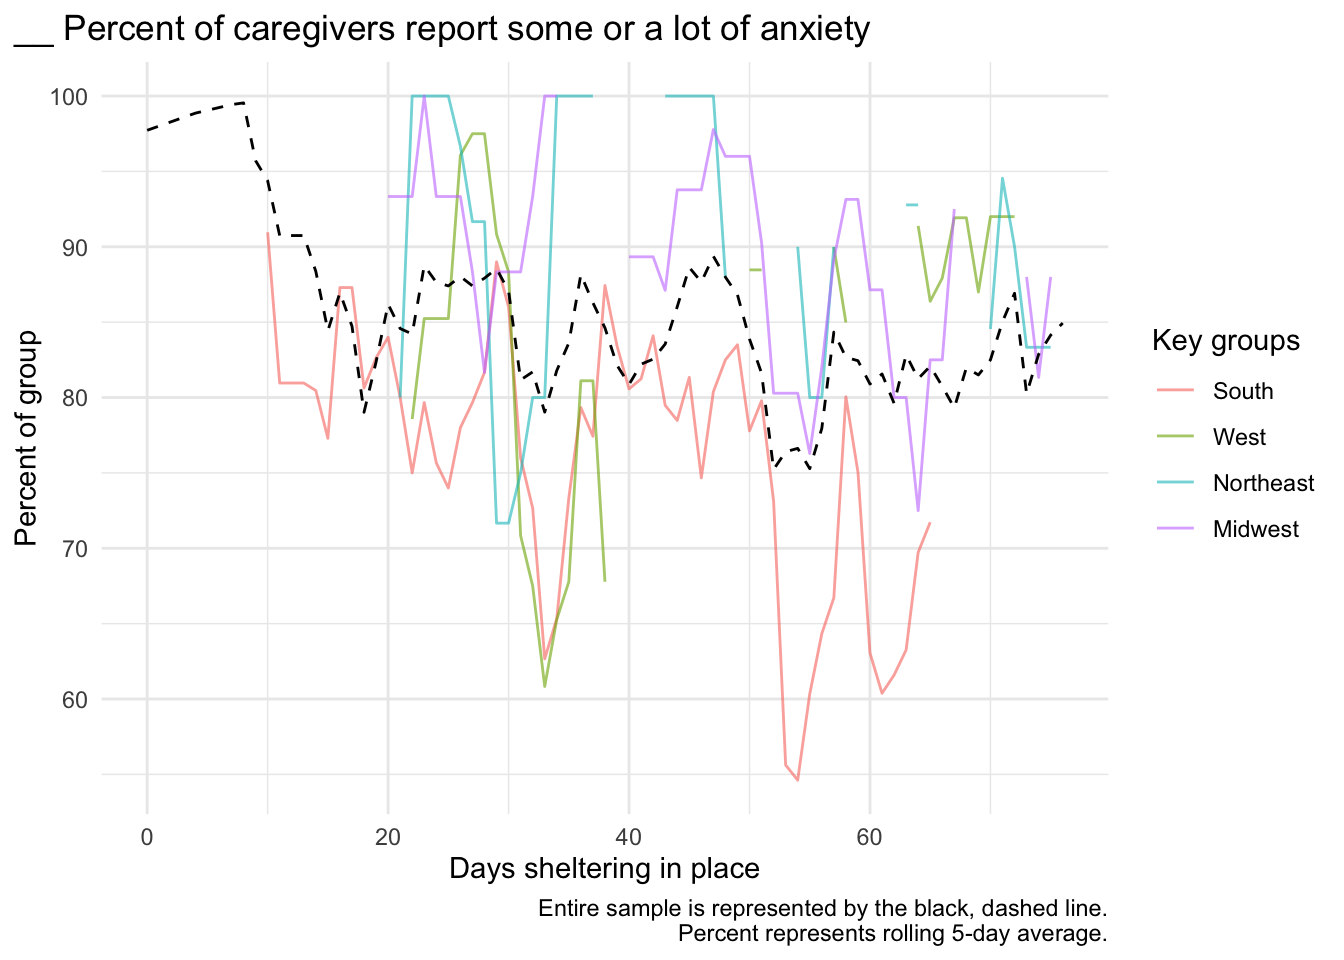 __ Percent of caregivers report some or a lot of anxiety
100
90
80
70
60
Percent of group
0 20 40 60
Days sheltering in place
Key groups
South
West
Northeast
Midwest
Entire sample is represented by the black, dashed line.
Percent represents rolling 5-day average.